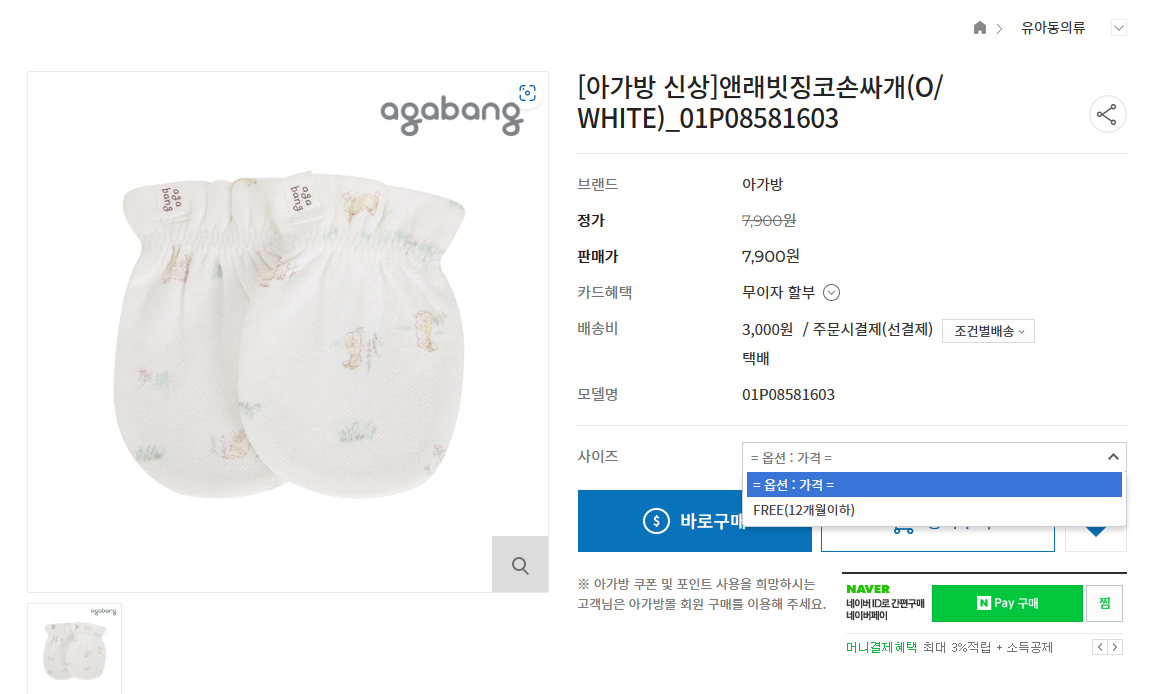 유아동의류
agabang
aga
bang
aga
bang
[아가방 신상]앤래빗징코손싸개(O/
WHITE)_01P08581603
브랜드 아가방
정가 7,900원
판매가 7,900원
카드혜택 무이자 할부
배송비 3,000원 / 주문시결제(선결제) 조건별배송
택배
모델명 01P08581603
사이즈 = 옵션 : 가격 =
= 옵션 : 가격 =
FREE(12개월이하)
바로구매
※ 아가방 쿠폰 및 포인트 사용을 희망하시는
고객님은 아가방몰 회원 구매를 이용해 주세요.
NAVER
네이버 ID로 간편구매
네이버페이
N Pay 구매
찜
머니결제혜택 최대 3%적립 + 소득공제
agabang